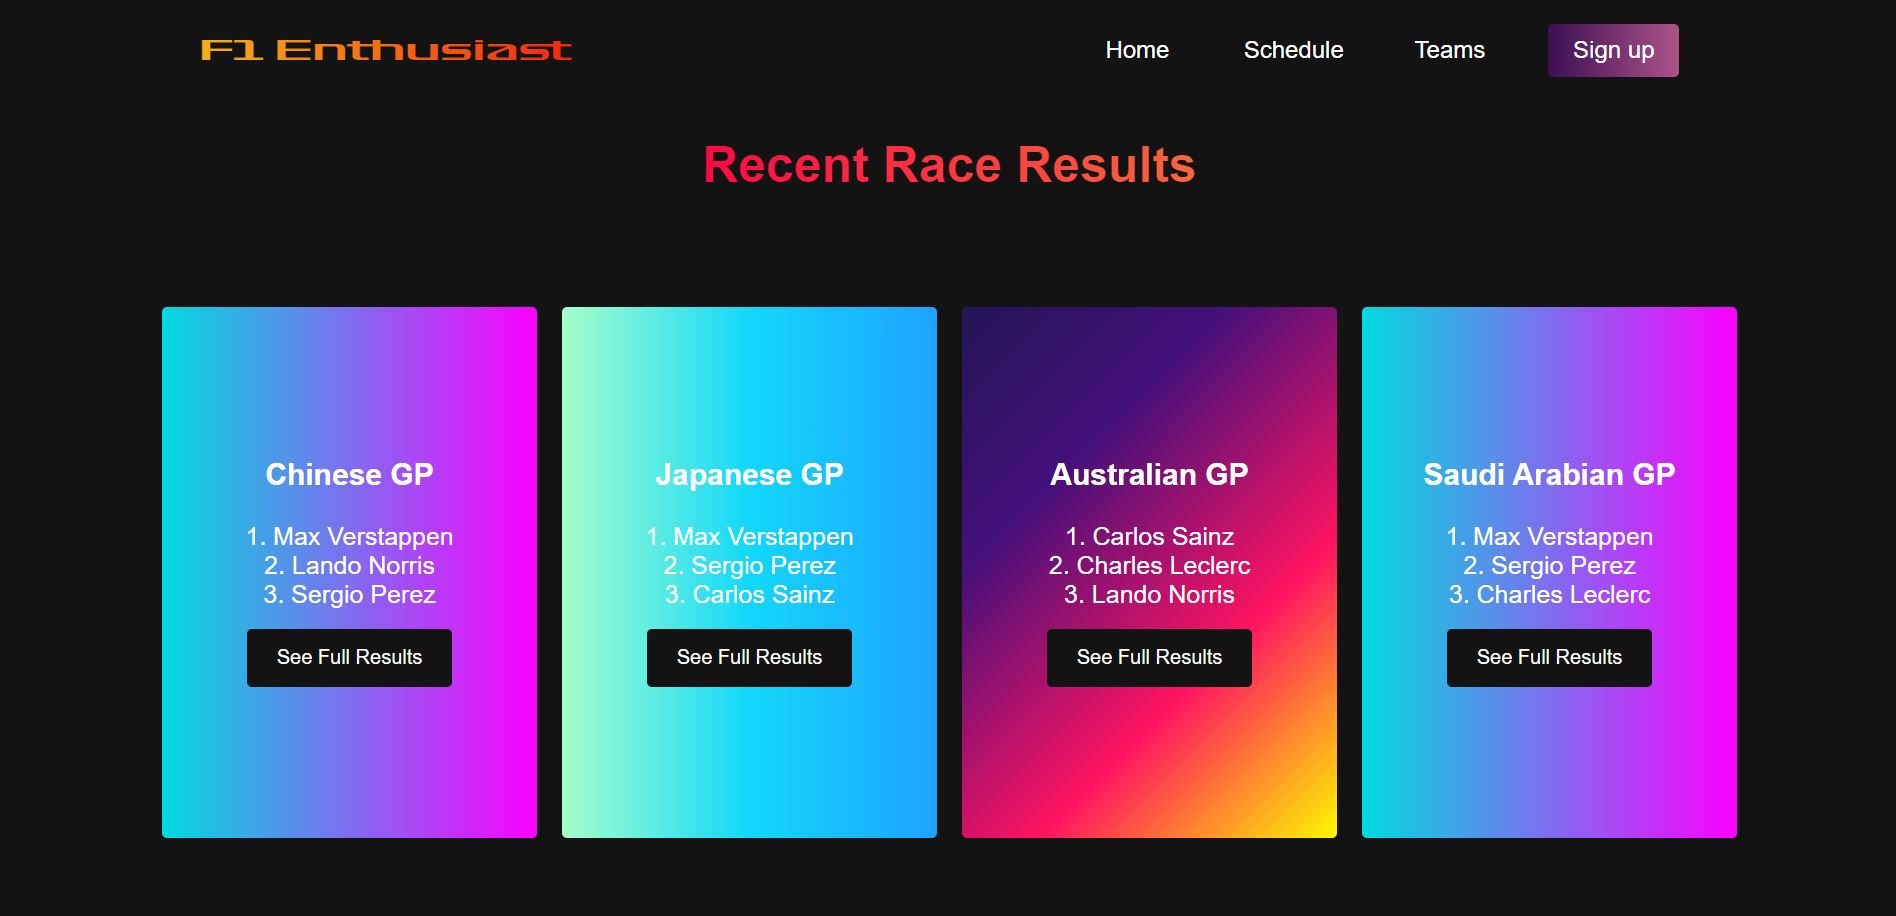 F1 Enthusiast
Home
Schedule
Teams
Sign up
Recent Race Results
Chinese GP
1. Max Verstappen
2. Lando Norris
3. Sergio Perez
See Full Results
Japanese GP
1. Max Verstappen
2. Sergio Perez
3. Carlos Sainz
See Full Results
Australian GP
1. Carlos Sainz
2. Charles Leclerc
3. Lando Norris
See Full Results
Saudi Arabian GP
1. Max Verstappen
2. Sergio Perez
3. Charles Leclerc
See Full Results